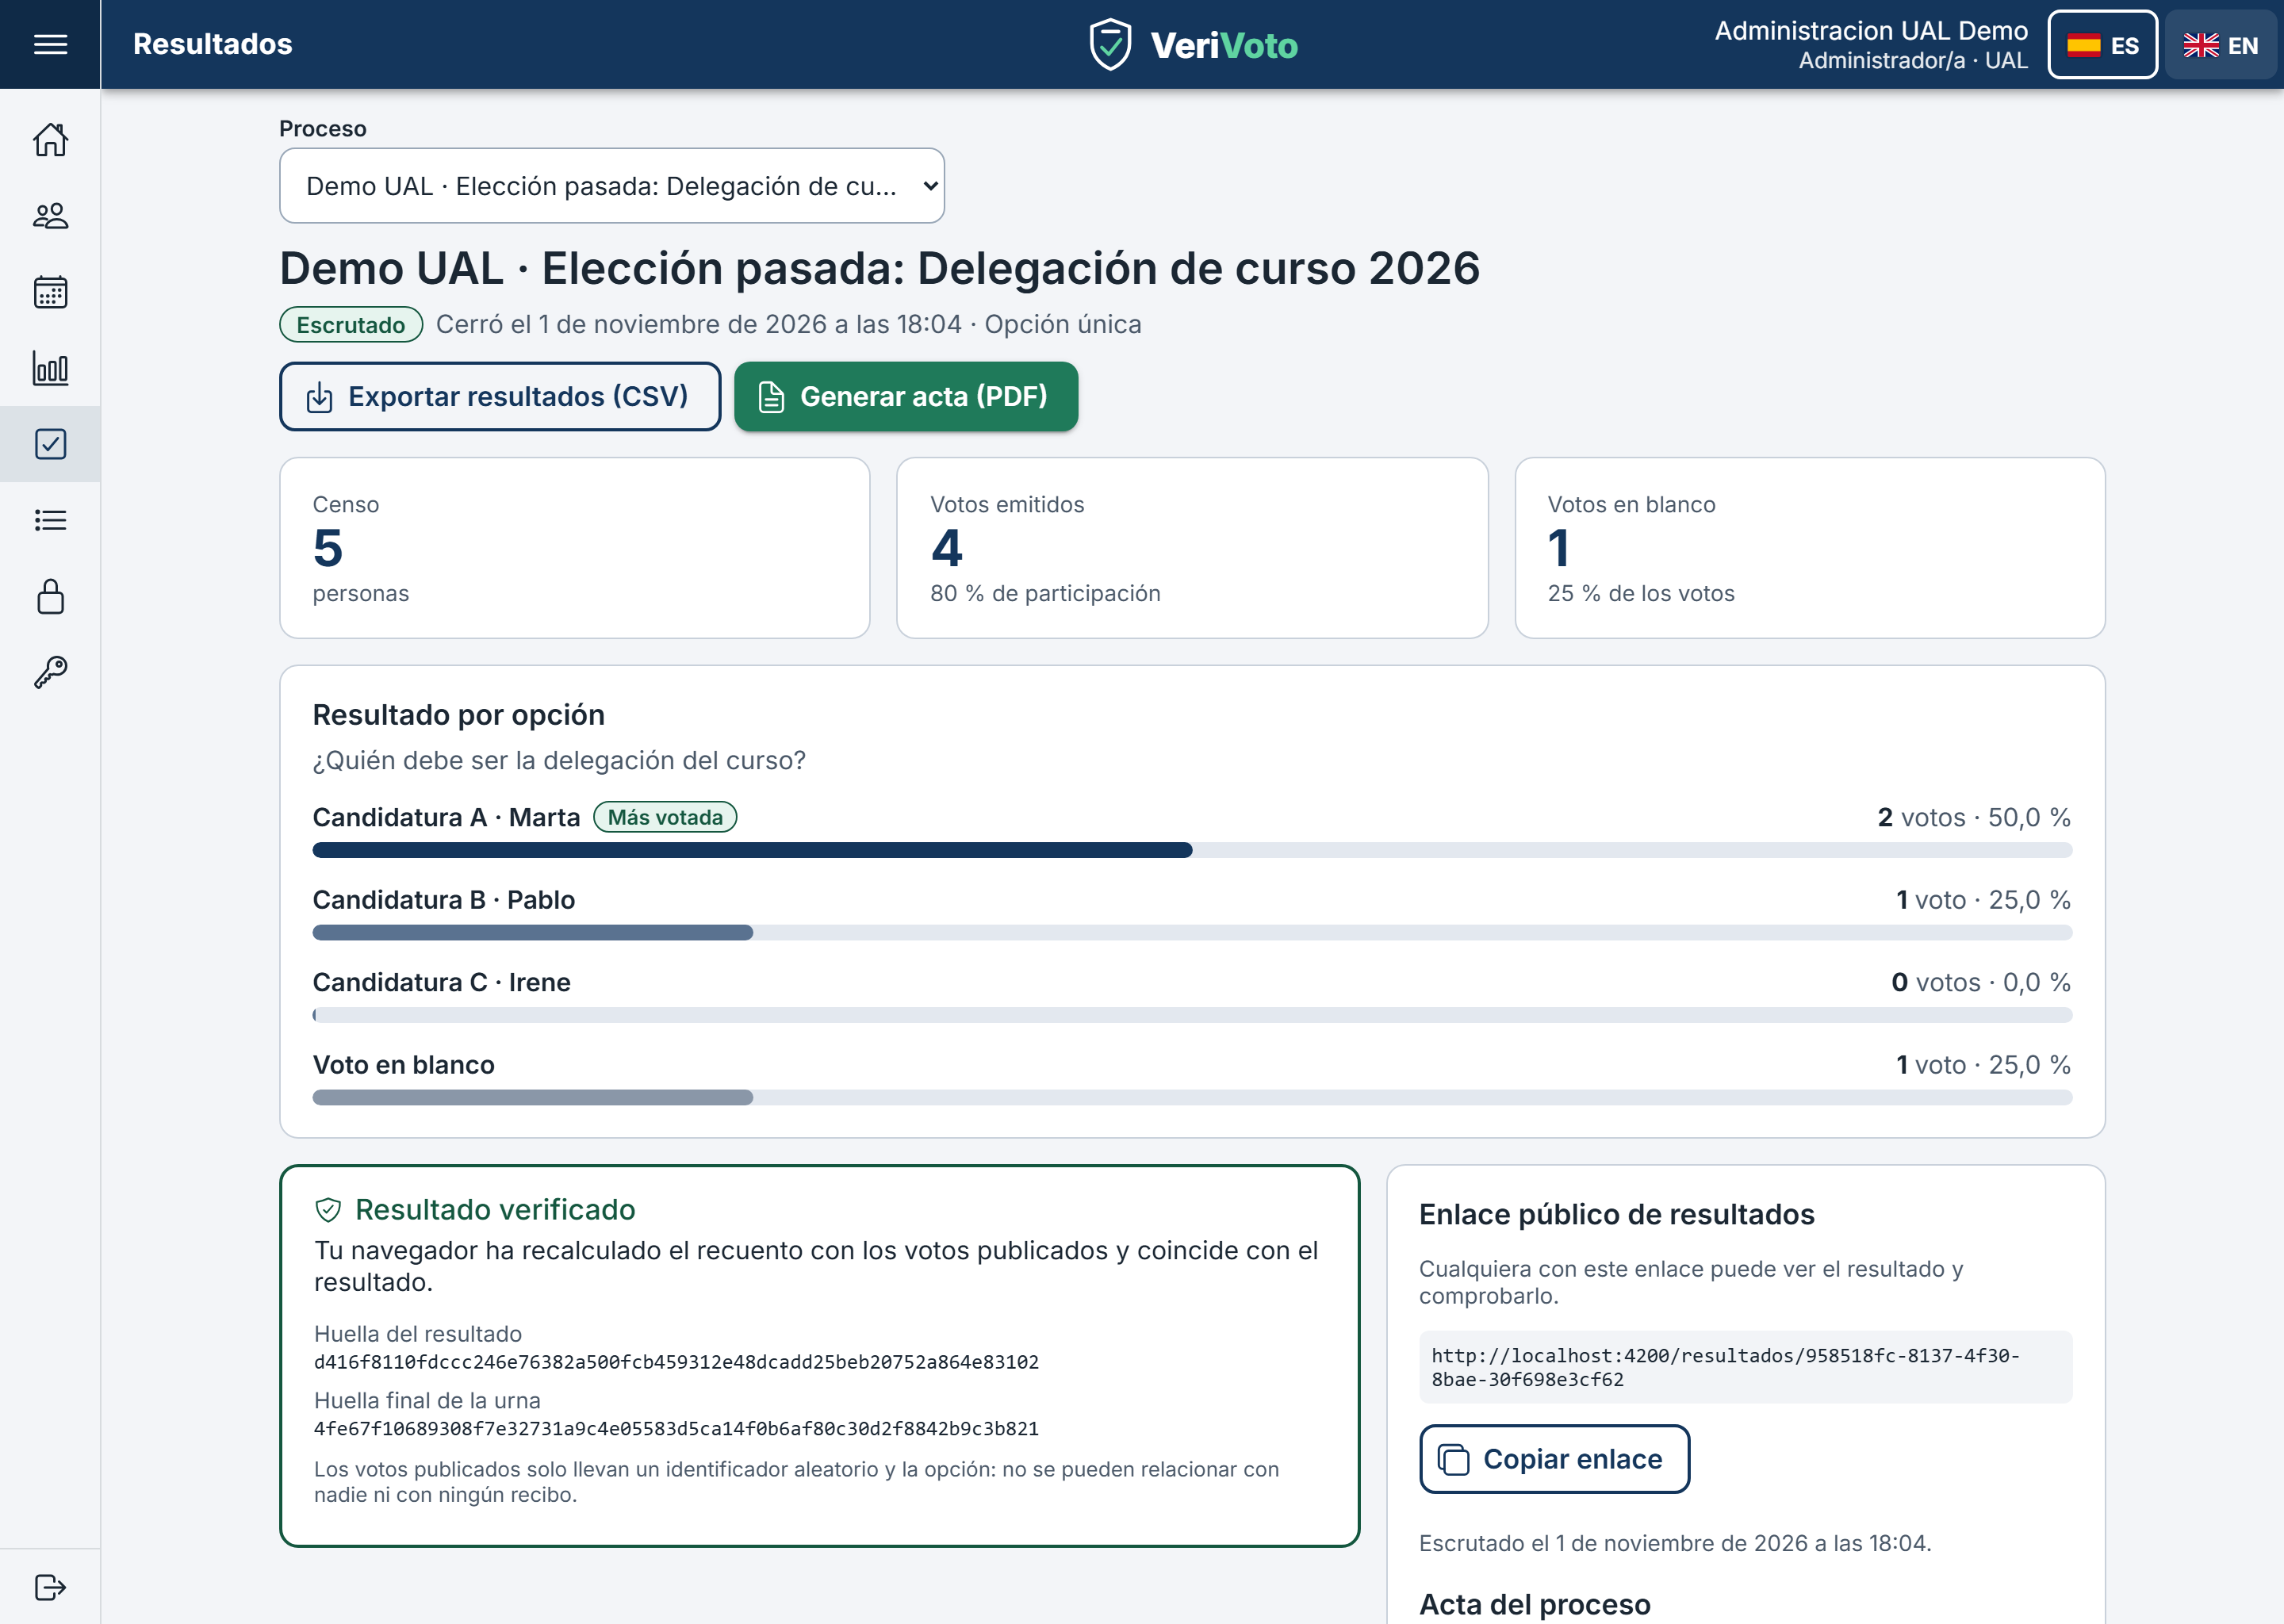 Resultados
VeriVoto
Administracion UAL Demo
Administrador/a · UAL
ES
EN
Proceso
Demo UAL · Elección pasada: Delegación de cu...
Demo UAL · Elección pasada: Delegación de curso 2026
Escrutado
Cerró el 1 de noviembre de 2026 a las 18:04 · Opción única
Exportar resultados (CSV)
Generar acta (PDF)
Censo
5
personas
Votos emitidos
4
80 % de participación
Votos en blanco
1
25 % de los votos
Resultado por opción
¿Quién debe ser la delegación del curso?
Candidatura A · Marta
Más votada
2 votos · 50,0 %
Candidatura B · Pablo
1 voto · 25,0 %
Candidatura C · Irene
0 votos · 0,0 %
Voto en blanco
1 voto · 25,0 %
Resultado verificado
Tu navegador ha recalculado el recuento con los votos publicados y coincide con el
resultado.
Huella del resultado
d416f8110fdccc246e76382a500fcb459312e48dcadd25beb20752a864e83102
Huella final de la urna
4fe67f10689308f7e32731a9c4e05583d5ca14f0b6af80c30d2f8842b9c3b821
Los votos publicados solo llevan un identificador aleatorio y la opción: no se pueden relacionar con
nadie ni con ningún recibo.
Enlace público de resultados
Cualquiera con este enlace puede ver el resultado y
comprobarlo.
http://localhost:4200/resultados/958518fc-8137-4f30-
8bae-30f698e3cf62
Copiar enlace
Escrutado el 1 de noviembre de 2026 a las 18:04.
Acta del proceso